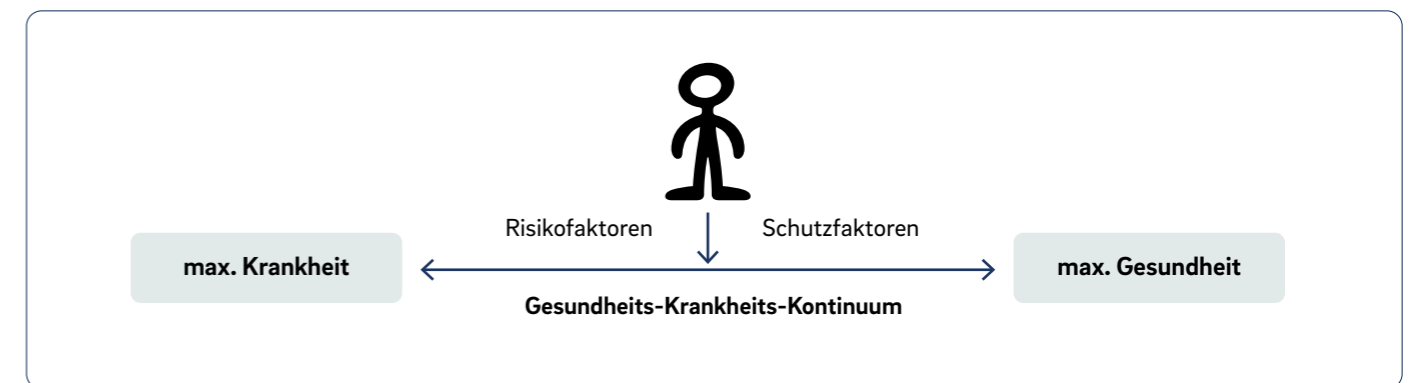 Risikofaktoren
Schutzfaktoren
max. Krankheit
max. Gesundheit
Gesundheits-Krankheits-Kontinuum